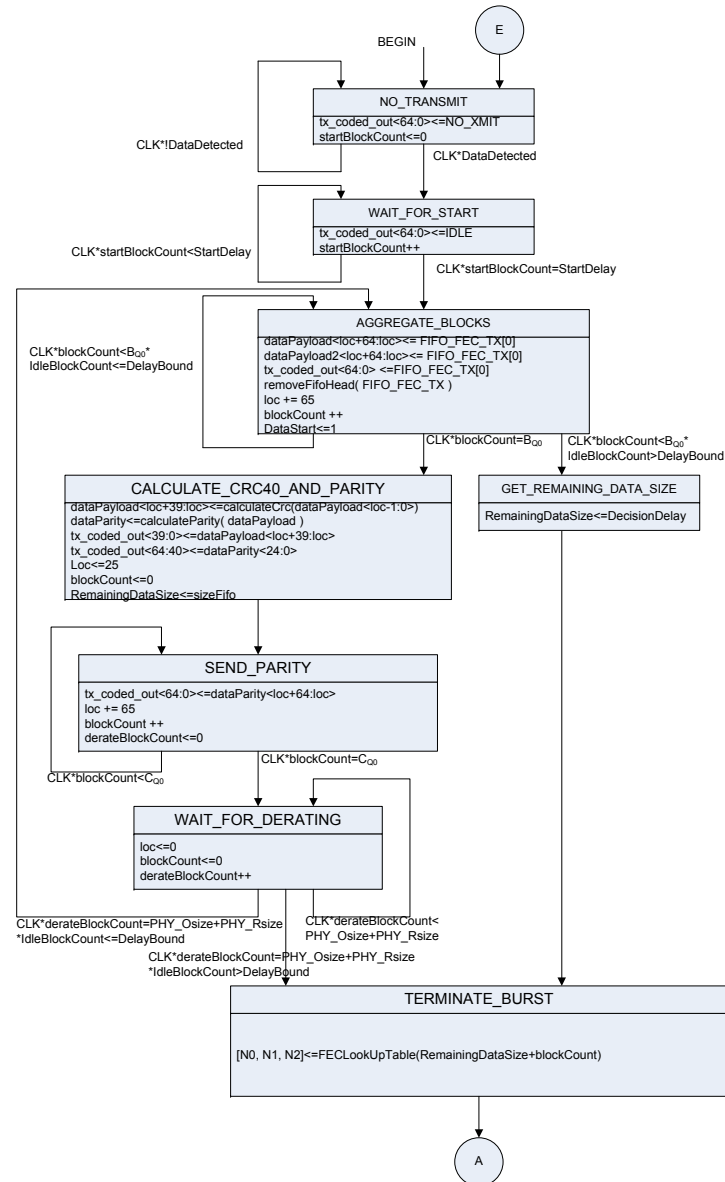 BEGIN
E
NO_TRANSMIT
tx_coded_out<64:0><=NO_XMIT
startBlockCount<=0
CLK*!DataDetected
CLK*DataDetected
WAIT_FOR_START
tx_coded_out<64:0><=IDLE
startBlockCount++
CLK*startBlockCount<StartDelay
CLK*startBlockCount=StartDelay
AGGREGATE_BLOCKS
dataPayload<loc+64:loc><= FIFO_FEC_TX[0]
dataPayload2<loc+64:loc><= FIFO_FEC_TX[0]
tx_coded_out<64:0> <=FIFO_FEC_TX[0]
removeFifoHead( FIFO_FEC_TX )
loc += 65
blockCount ++
DataStart<=1
CLK*blockCount<BQ0*
IdleBlockCount<=DelayBound
CLK*blockCount=BQ0
CLK*blockCount<BQ0*
IdleBlockCount>DelayBound
CALCULATE_CRC40_AND_PARITY
dataPayload<loc+39:loc><=calculateCrc(dataPayload<loc-1:0>)
dataParity<=calculateParity( dataPayload )
tx_coded_out<39:0><=dataPayload<loc+39:loc>
tx_coded_out<64:40><=dataParity<24:0>
Loc<=25
blockCount<=0
RemainingDataSize<=sizeFifo
GET_REMAINING_DATA_SIZE
RemainingDataSize<=DecisionDelay
SEND_PARITY
tx_coded_out<64:0><=dataParity<loc+64:loc>
loc += 65
blockCount ++
derateBlockCount<=0
CLK*blockCount<CQ0
CLK*blockCount=CQ0
WAIT_FOR_DERATING
loc<=0
blockCount<=0
derateBlockCount++
CLK*derateBlockCount=PHY_Osize+PHY_Rsize
*IdleBlockCount<=DelayBound
CLK*derateBlockCount<
PHY_Osize+PHY_Rsize
CLK*derateBlockCount=PHY_Osize+PHY_Rsize
*IdleBlockCount>DelayBound
TERMINATE_BURST
[N0, N1, N2]<=FECLookUpTable(RemainingDataSize+blockCount)
A